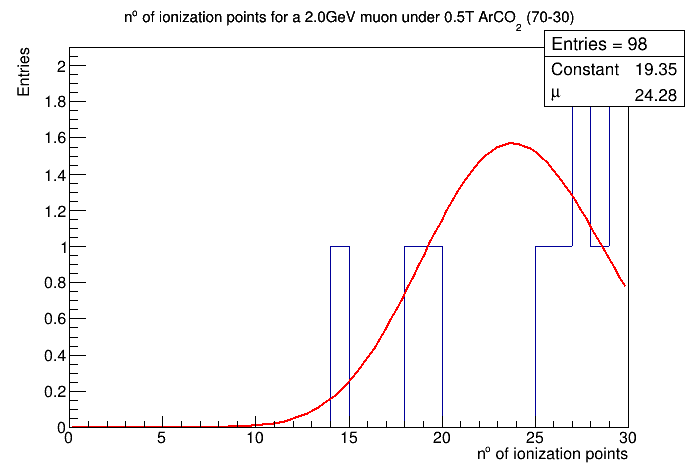 nº of ionization points for a 2.0GeV muon under 0.5T ArCO2 (70-30)
Entries = 98
Constant 19.35
μ 24.28
Entries
2
1.8
1.6
1.4
1.2
1
0.8
0.6
0.4
0.2
0
0 5 10 15 20 25 30
nº of ionization points